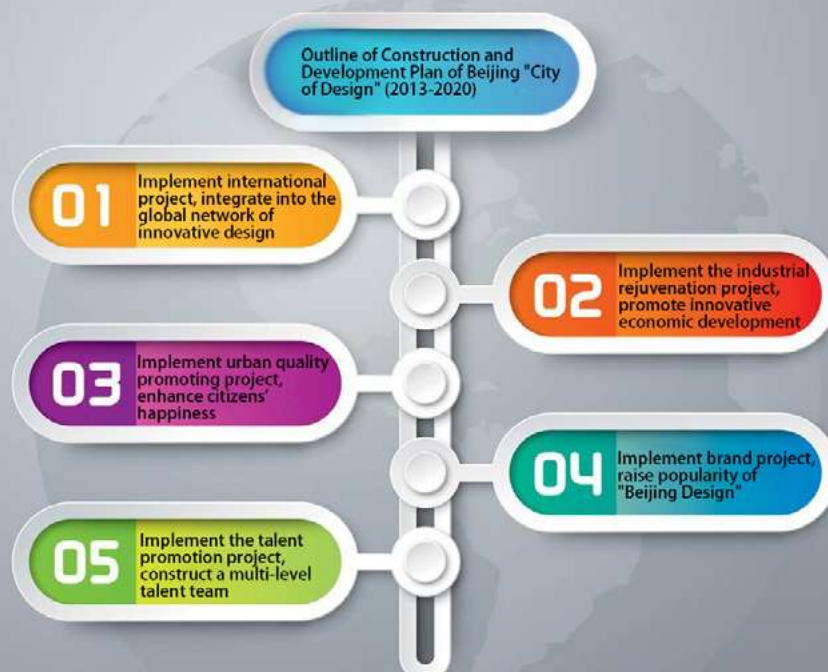 Outline of Construction and
Development Plan of Beijing "City
of Design" (2013-2020)
01
Implement international
project, integrate into the
global network of
innovative design
02
Implement the industrial
rejuvenation project,
promote innovative
economic development
03
Implement urban quality
promoting project,
enhance citizens'
happiness
04
Implement brand project,
raise popularity of
"Beijing Design"
05
Implement the talent
promotion project,
construct a multi-level
talent team